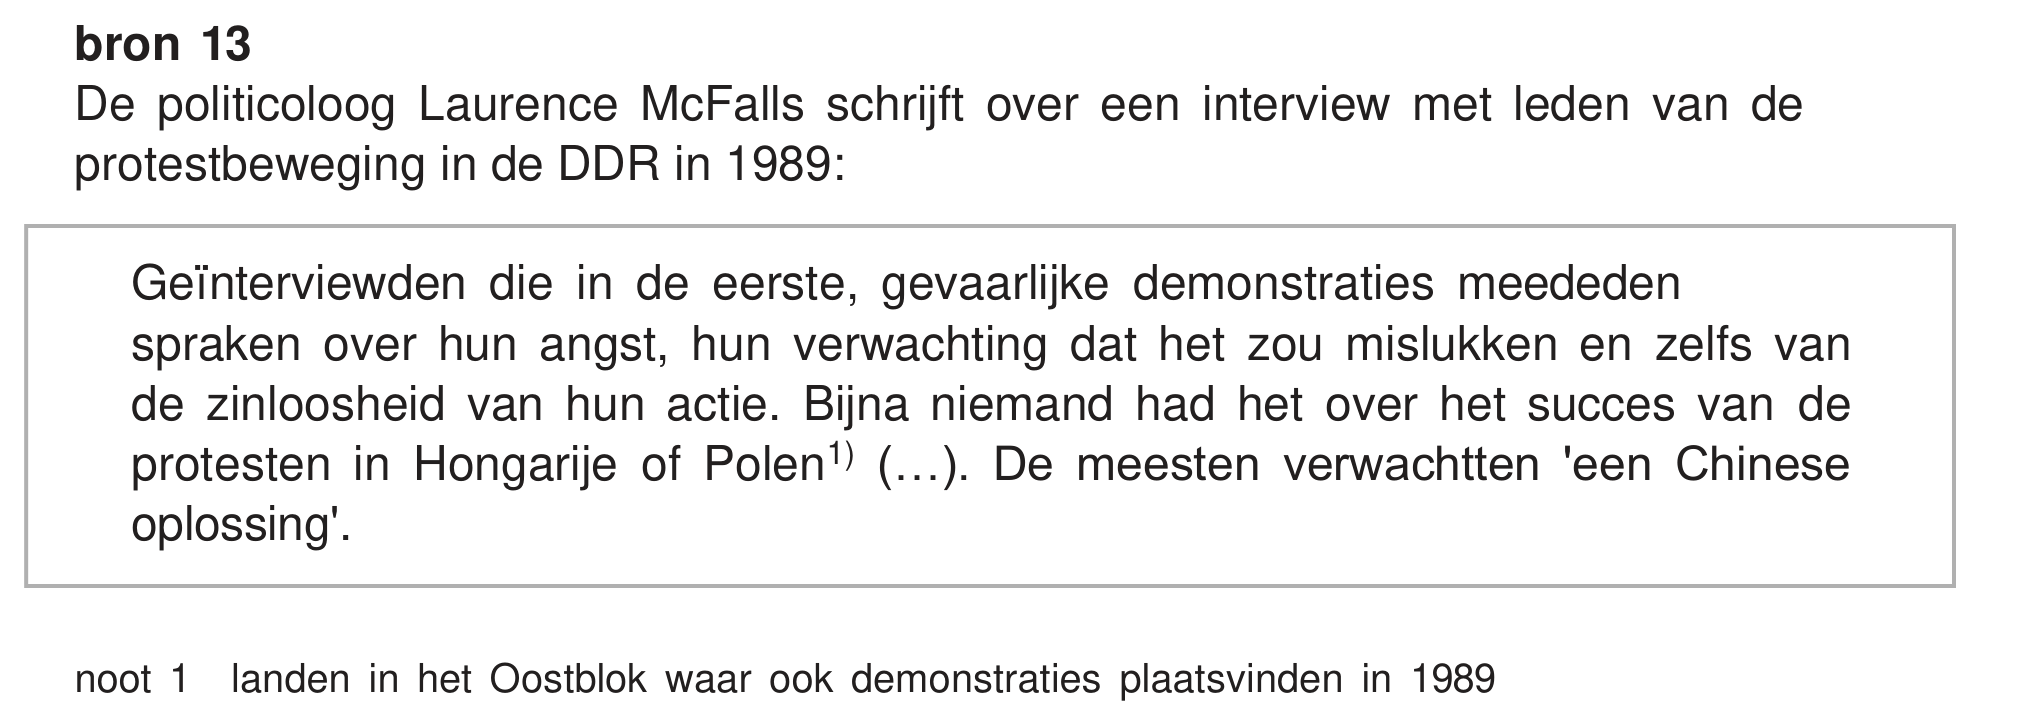 bron 13
De politicoloog Laurence McFalls schrijft over een interview met leden van de
protestbeweging in de DDR in 1989:
Geïnterviewden die in de eerste, gevaarlijke demonstraties meededen
spraken over hun angst, hun verwachting dat het zou mislukken en zelfs van
de zinloosheid van hun actie. Bijna niemand had het over het succes van de
protesten in Hongarije of Polen1) (…). De meesten verwachtten 'een Chinese
oplossing'.
noot 1 landen in het Oostblok waar ook demonstraties plaatsvinden in 1989